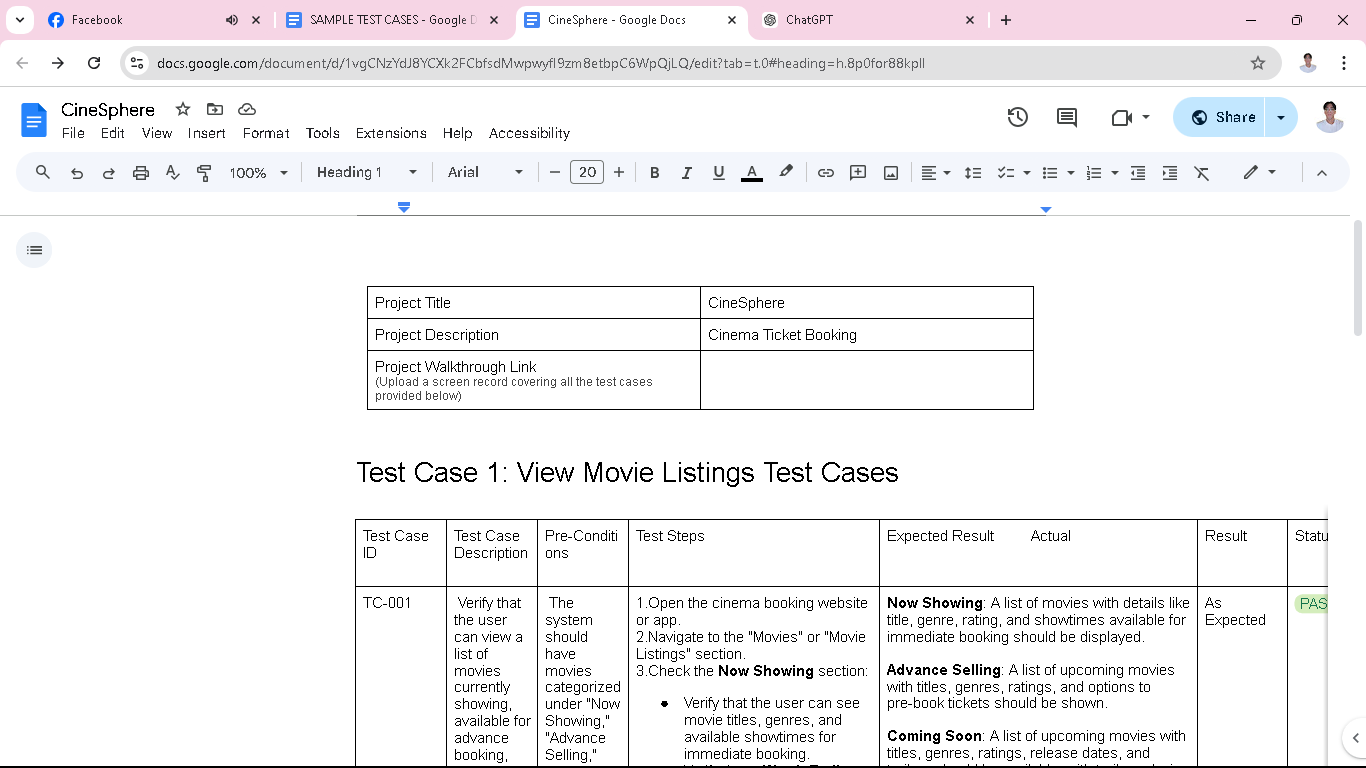 Facebook
SAMPLE TEST CASES - Google D
CineSphere - Google Docs
ChatGPT
docs.google.com/document/d/1vgCNzYdJ8YCXk2FCbfsdMwpwyfI9zm8etbpC6WpQjLQ/edit?tab=t.0#heading=h.8p0for88kpll
CineSphere
File Edit View Insert Format Tools Extensions Help Accessibility
Share
100% Heading 1 Arial 20
Project Title CineSphere
Project Description Cinema Ticket Booking
Project Walkthrough Link
(Upload a screen record covering all the test cases
provided below)
Test Case 1: View Movie Listings Test Cases
Test Case
ID
Test Case
Description
Pre-Conditi
ons
Test Steps
Expected Result Actual
Result
Statu
TC-001
Verify that
the user
can view a
list of
movies
currently
showing,
available for
advance
booking,
The
system
should
have
movies
categorized
under "Now
Showing,"
"Advance
Selling,"
1.Open the cinema booking website
or app.
2.Navigate to the "Movies" or "Movie
Listings" section.
3.Check the Now Showing section:
● Verify that the user can see
movie titles, genres, and
available showtimes for
immediate booking.
Now Showing: A list of movies with details like
title, genre, rating, and showtimes available for
immediate booking should be displayed.
Advance Selling: A list of upcoming movies
with titles, genres, ratings, and options to
pre-book tickets should be shown.
Coming Soon: A list of upcoming movies with
titles, genres, ratings, release dates, and
As
Expected
PAS